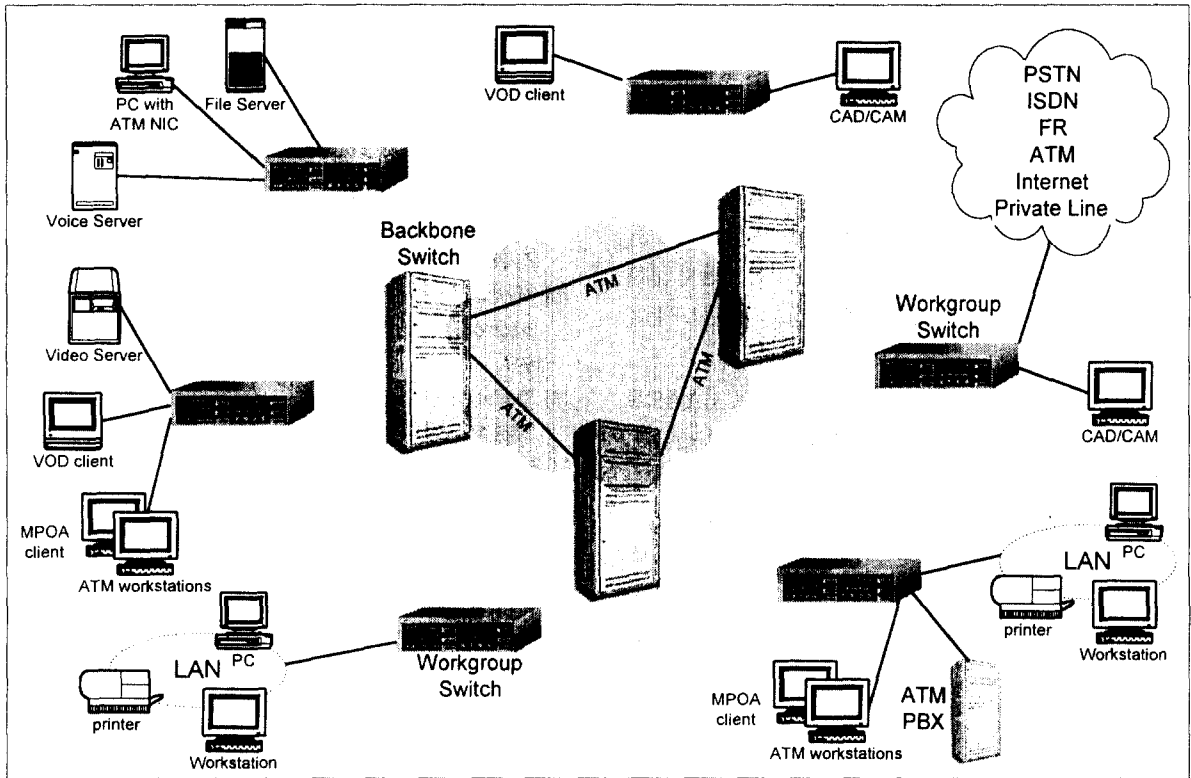 PC with
ATM NIC
File Server
Voice Server
VOD client
CAD/CAM
PSTN
ISDN
FR
ATM
Internet
Private Line
Backbone
Switch
ATM
ATM
ATM
Workgroup
Switch
CAD/CAM
Video Server
VOD client
MPOA
client
ATM workstations
LAN
PC
printer
Workstation
Workgroup
Switch
LAN
PC
printer
Workstation
MPOA
client
ATM workstations
ATM
PBX